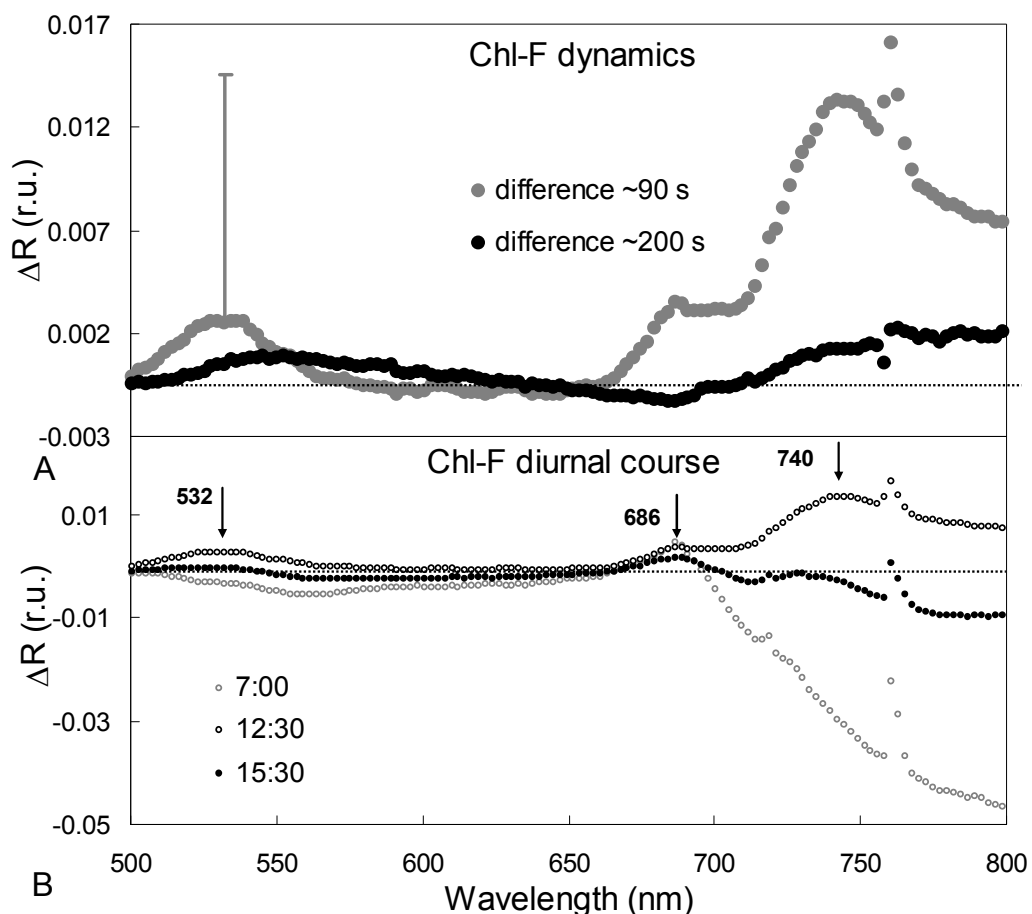 0.017
Chl-F dynamics
0.012
difference ~90 s
ΔR (r.u.)
0.007
difference ~200 s
0.002
-0.003
A
Chl-F diurnal course
740
532
686
0.01
-0.01
ΔR (r.u.)
7:00
-0.03
12:30
15:30
-0.05
500 550 600 650 700 750 800
B
Wavelength (nm)